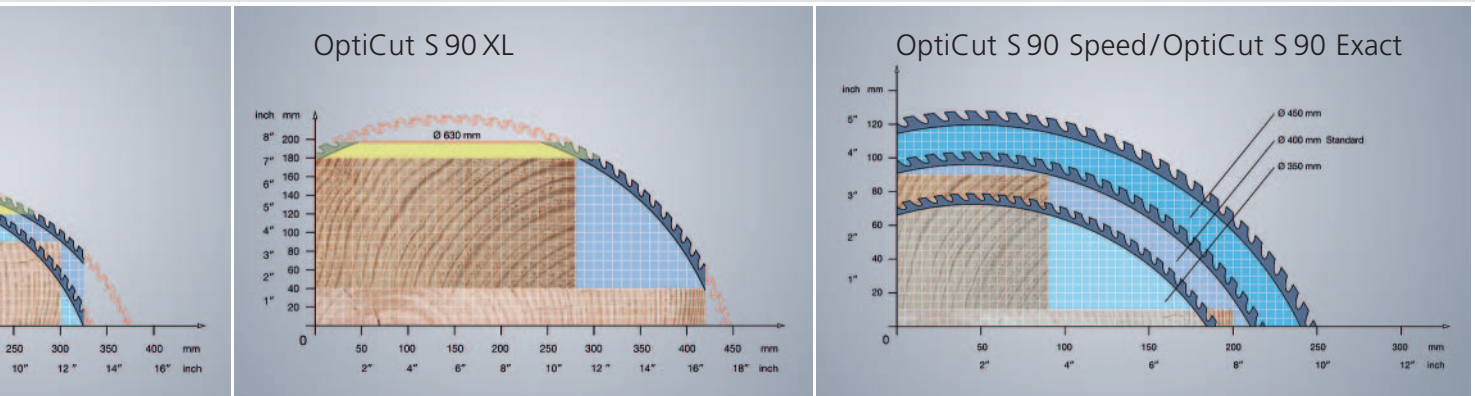 250 300 350 400 mm
10" 12 " 14" 16" inch
OptiCut S 90 XL
inch mm
8" 200
7" 180
160
6"
5" 140
120
4" 100
3" 80
2" 60
40
1" 20
Ø 630 mm
0
50 100 150 200 250 300 350 400 450 mm
2" 4" 6" 8" 10" 12 " 14" 16" 18" inch
OptiCut S 90 Speed/OptiCut S 90 Exact
inch mm
5" 120
4" 100
3" 80
60
2"
40
1" 20
Ø 450 mm
Ø 400 mm Standard
Ø 350 mm
0
50 100 150 200 250 300 mm
2" 4" 6" 8" 10" 12" inch